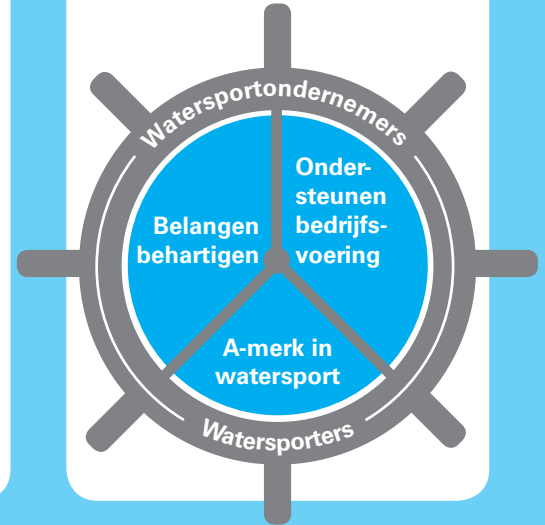 Watersportondernemers
Belangen
behartigen
Onder-
steunen
bedrijfs-
voering
A-merk in
watersport
Watersporters